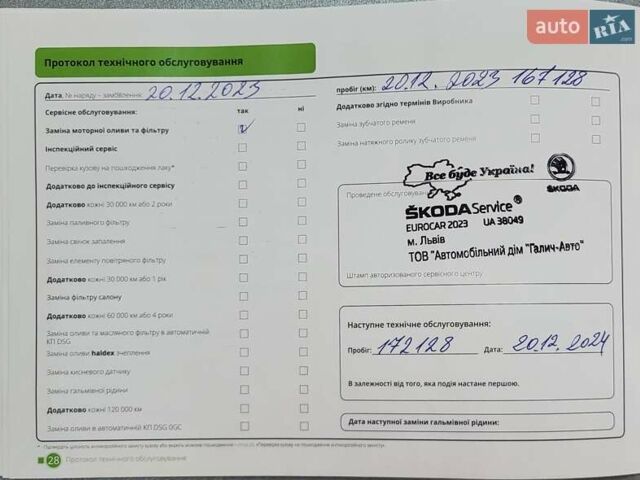 auto RIA
.com
Протокол технічного обслуговування
Дата, № наряду – замовлення: 20.12.2023
пробіг (км): 20.12. 2023 167 128
Сервісне обслуговування: так ні
Заміна моторної оливи та фільтру
Інспекційний сервіс
Перевірка кузову на пошкодження лаку*
Додатково до інспекційного сервісу
Додатково кожні 30 000 км або 2 роки
Заміна паливного фільтру
Заміна свічок запалення
Заміна елементу повітряного фільтру
Додатково кожні 30 000 км або 1 рік
Заміна фільтру салону
Додатково кожні 60 000 км або 4 роки
Заміна оливи та масляного фільтру в автоматичній
КП DSG
Заміна оливи haldex зчеплення
Заміна кисневого датчику
Заміна гальмівної рідини
Додатково кожні 120 000 км
Заміна оливи в автоматичній КП DSG 0GC
Додатково згідно термінів Виробника
Заміна зубчатого ременя
Заміна натяжного ролику зубчатого ременя
Проведене обслуговування
Все буде Україна!
ŠKODA
ŠKODA Service®
EUROCAR 2023 UA 38049
м. Львів
ТОВ "Автомобільний дім "Галич-Авто"
Штамп авторизованого сервісного центру
Наступне технічне обслуговування:
Пробіг: 172128 Дата: 20.12.2024
В залежності від того, яка подія настане першою.
Дата наступної заміни гальмівної рідини:
28 Протокол технічного обслуговування